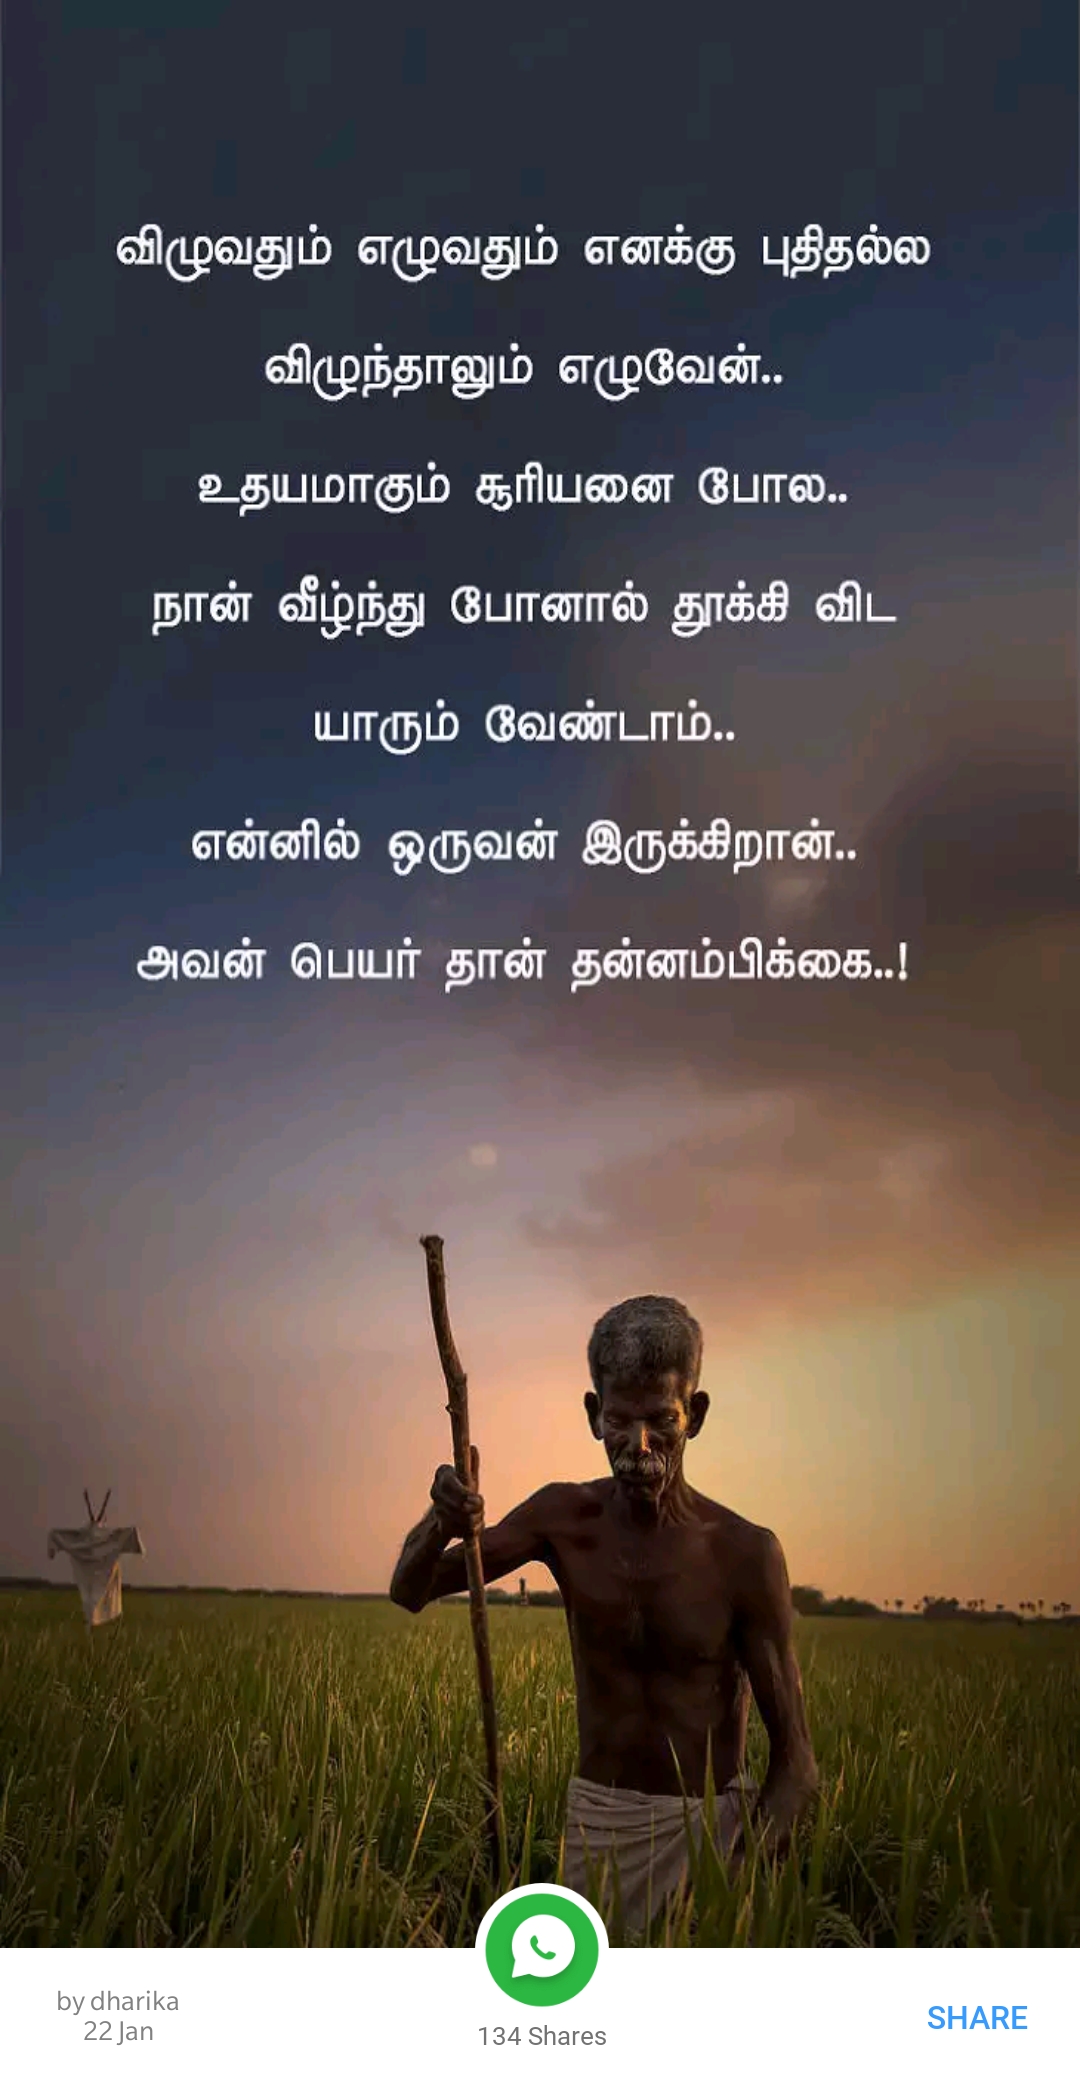 விழுவதும் எழுவதும் எனக்கு புதிதல்ல
விழுந்தாலும் எழுவேன்..
உதயமாகும் சூரியனை போல..
நான் வீழ்ந்து போனால் தூக்கி விட
யாரும் வேண்டாம்..
என்னில் ஒருவன் இருக்கிறான்..
அவன் பெயர் தான் தன்னம்பிக்கை..!
by dharika
22 Jan
134 Shares
SHARE